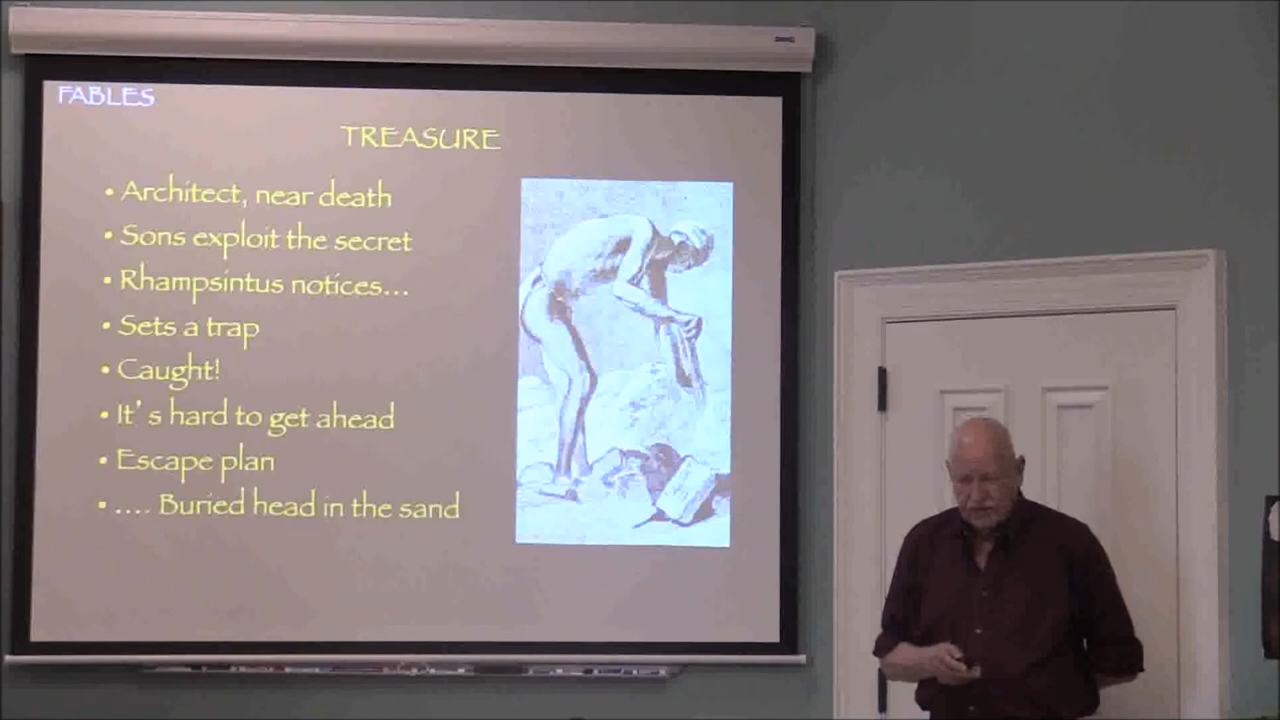 FABLES
TREASURE
• Architect, near death
• Sons exploit the secret
• Rhampsintus notices...
• Sets a trap
• Caught!
• It's hard to get ahead
• Escape plan
• .... Buried head in the sand